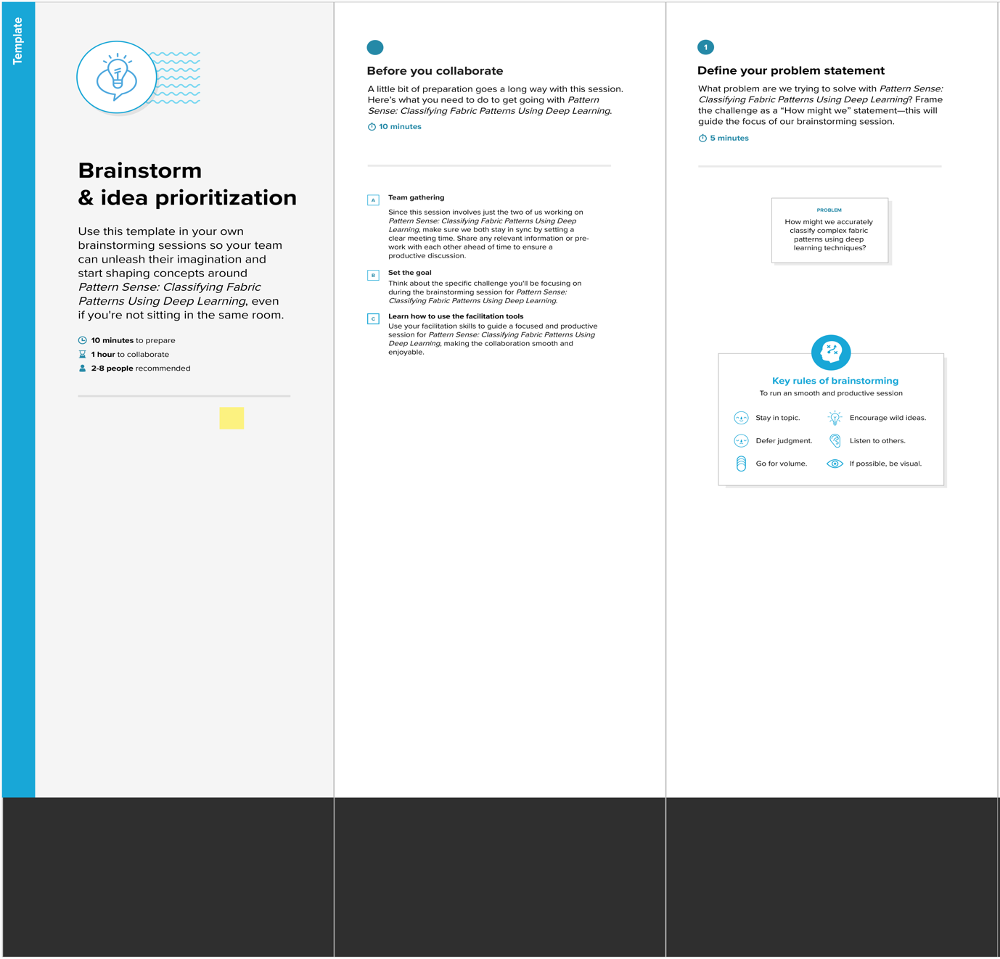 Template
Brainstorm
& idea prioritization
Use this template in your own
brainstorming sessions so your team
can unleash their imagination and
start shaping concepts around
Pattern Sense: Classifying Fabric
Patterns Using Deep Learning, even
if you're not sitting in the same room.
10 minutes to prepare
1 hour to collaborate
2-8 people recommended
Before you collaborate
A little bit of preparation goes a long way with this session.
Here's what you need to do to get going with Pattern
Sense: Classifying Fabric Patterns Using Deep Learning.
10 minutes
A
Team gathering
Since this session involves just the two of us working on
Pattern Sense: Classifying Fabric Patterns Using Deep
Learning, make sure we both stay in sync by setting a
clear meeting time. Share any relevant information or pre-
work with each other ahead of time to ensure a
productive discussion.
B
Set the goal
Think about the specific challenge you'll be focusing on
during the brainstorming session for Pattern Sense:
Classifying Fabric Patterns Using Deep Learning.
C
Learn how to use the facilitation tools
Use your facilitation skills to guide a focused and productive
session for Pattern Sense: Classifying Fabric Patterns Using
Deep Learning, making the collaboration smooth and
enjoyable.
1
Define your problem statement
What problem are we trying to solve with Pattern Sense:
Classifying Fabric Patterns Using Deep Learning? Frame
the challenge as a “How might we” statement—this will
guide the focus of our brainstorming session.
5 minutes
PROBLEM
How might we accurately
classify complex fabric
patterns using deep
learning techniques?
Key rules of brainstorming
To run an smooth and productive session
Stay in topic.
Encourage wild ideas.
Defer judgment.
Listen to others.
Go for volume.
If possible, be visual.